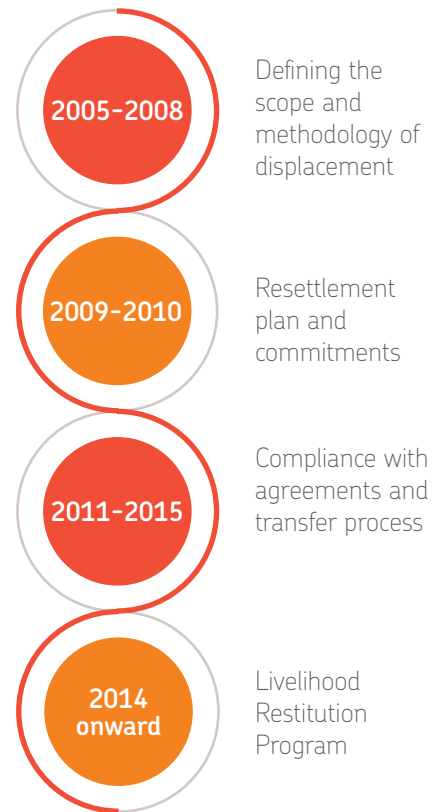 2005-2008
Defining the
scope and
methodology of
displacement
2009-2010
Resettlement
plan and
commitments
2011-2015
Compliance with
agreements and
transfer process
2014
onward
Livelihood
Restitution
Program